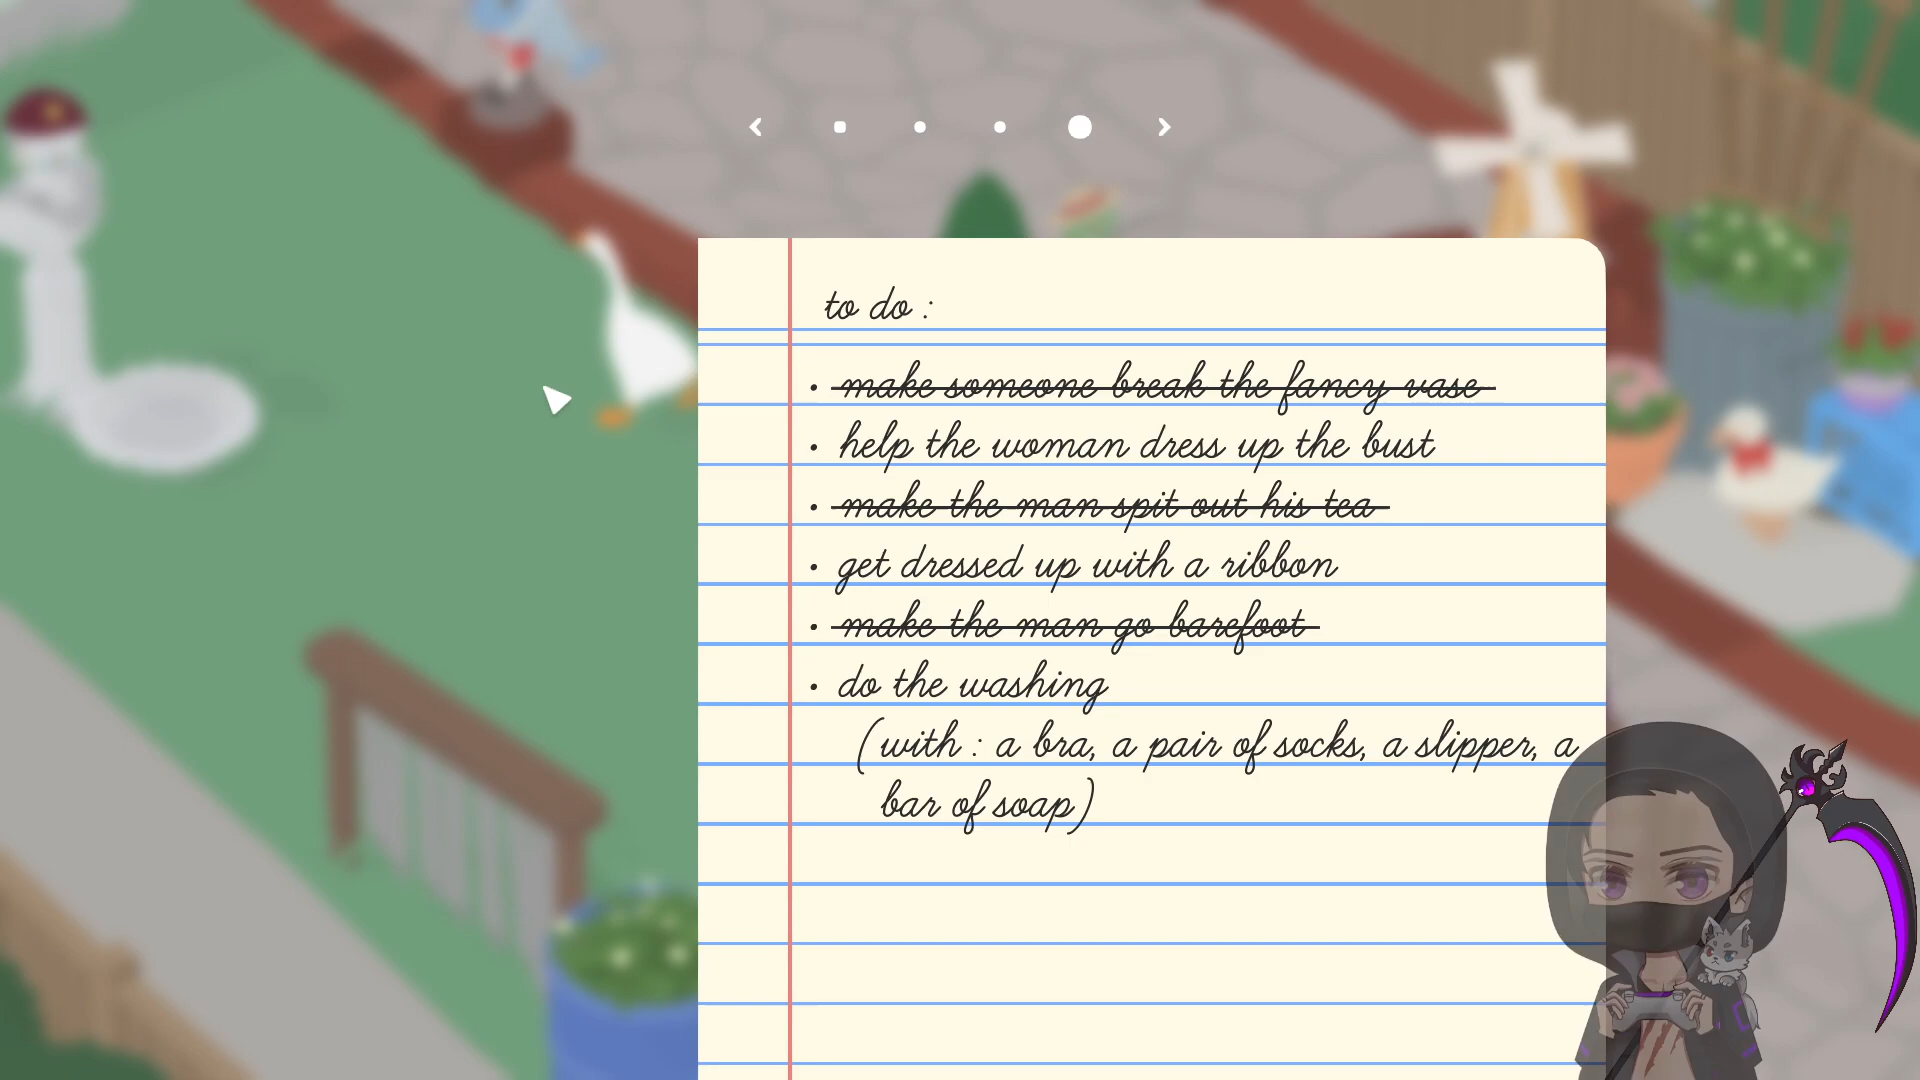 to do :
• make someone break the fancy vase
• help the woman dress up the bust
• make the man spit out his tea
• get dressed up with a ribbon
• make the man go barefoot
• do the washing
(with : a bra, a pair of socks, a slipper, a
bar of soap)